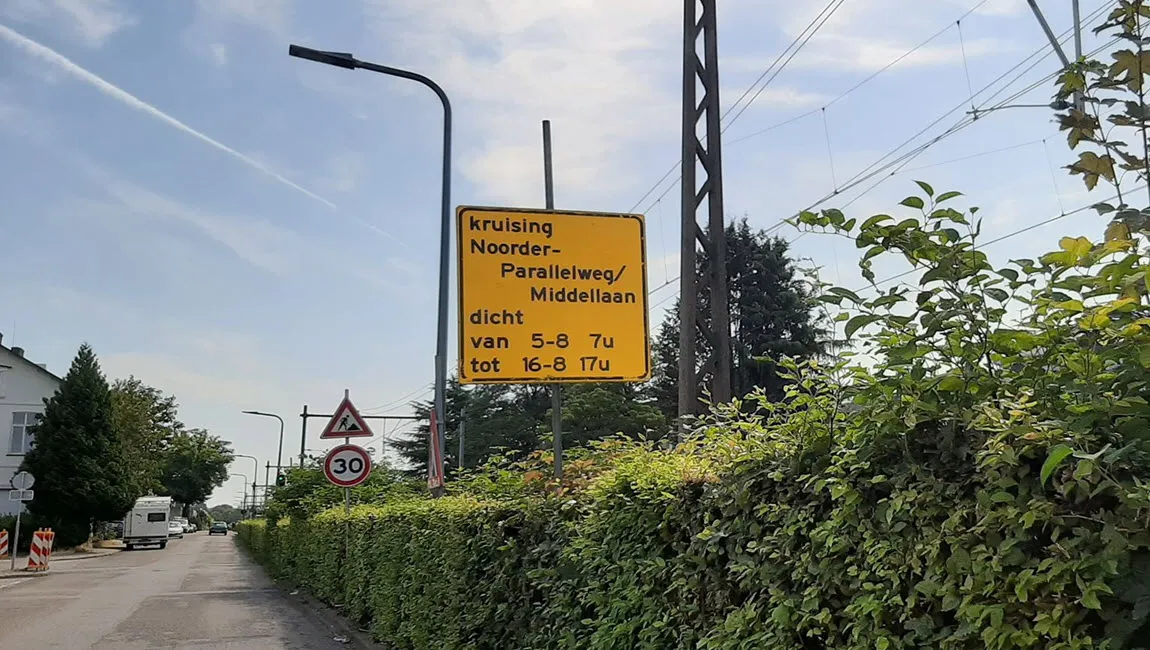 kruising
Noorder-
Parallelweg/
Middellaan
dicht
van 5-8 7u
tot 16-8 17u
30